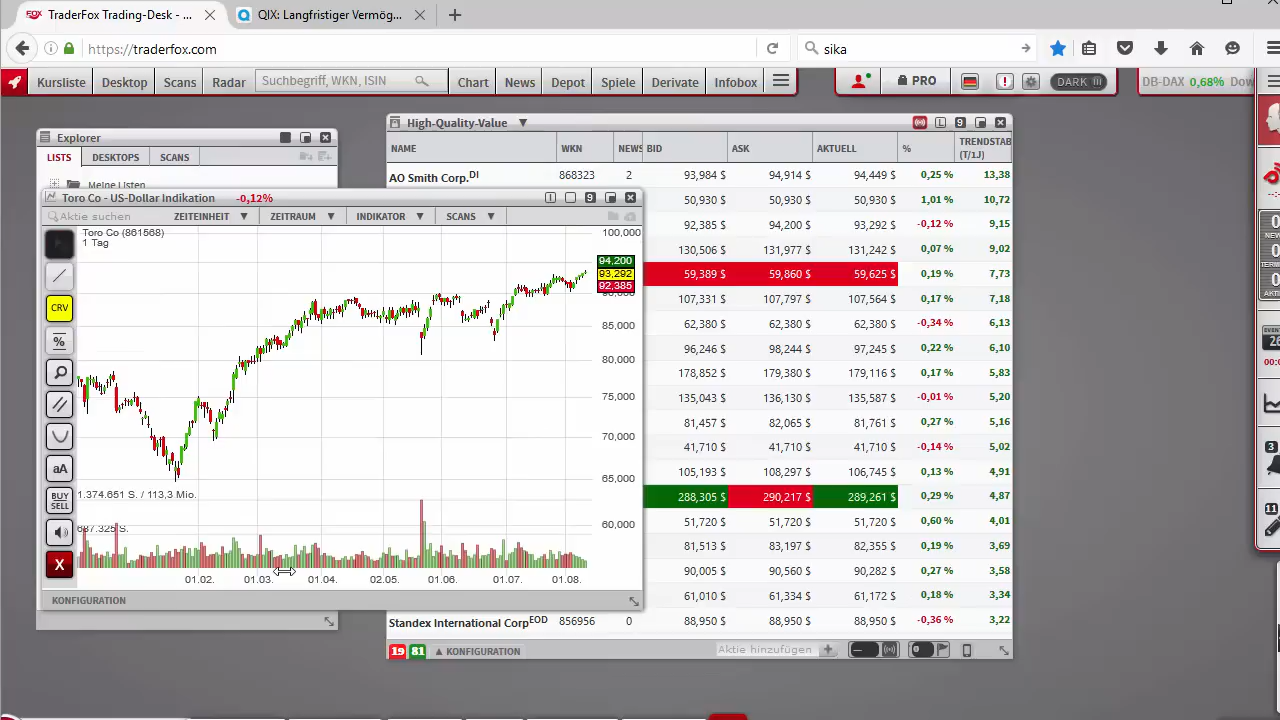 TraderFox Trading-Desk - ...
QIX: Langfristiger Vermög...
https://traderfox.com
sika
Kursliste Desktop Scans Radar Suchbegriff, WKN, ISIN Chart News Depot Spiele Derivate Infobox PRO DARK DB-DAX 0,68% Dow
Explorer
LISTS DESKTOPS SCANS
Meine Listen
High-Quality-Value
NAME WKN NEWS BID ASK AKTUELL % TRENDSTAB (T/1J)
AO Smith Corp.DI 868323 2 93,984 $ 94,914 $ 94,449 $ 0,25 % 13,38
50,930 $ 50,930 $ 50,930 $ 1,01 % 10,72
92,385 $ 94,200 $ 93,292 $ -0,12 % 9,15
130,506 $ 131,977 $ 131,242 $ 0,07 % 9,02
59,389 $ 59,860 $ 59,625 $ 0,19 % 7,73
107,331 $ 107,797 $ 107,564 $ 0,17 % 7,18
62,380 $ 62,380 $ 62,380 $ -0,34 % 6,13
96,246 $ 98,244 $ 97,245 $ 0,22 % 6,10
178,852 $ 179,380 $ 179,116 $ 0,17 % 5,83
135,043 $ 136,130 $ 135,587 $ -0,01 % 5,20
81,457 $ 82,065 $ 81,761 $ 0,27 % 5,16
41,710 $ 41,710 $ 41,710 $ -0,14 % 5,02
105,193 $ 108,297 $ 106,745 $ 0,13 % 4,91
288,305 $ 290,217 $ 289,261 $ 0,29 % 4,87
51,720 $ 51,720 $ 51,720 $ 0,60 % 4,01
81,513 $ 83,197 $ 82,355 $ 0,19 % 3,69
90,005 $ 90,560 $ 90,282 $ 0,27 % 3,58
61,010 $ 61,334 $ 61,172 $ 0,18 % 3,34
Standex International CorpEOD 856956 0 88,950 $ 88,950 $ 88,950 $ -0,36 % 3,22
19 81 KONFIGURATION Aktie hinzufügen
Toro Co - US-Dollar Indikation -0,12%
Aktie suchen ZEITEINHEIT ZEITRAUM INDIKATOR SCANS
Toro Co (861568)
1 Tag
100,000
94,200
93,292
92,385
85,000
80,000
75,000
70,000
65,000
60,000
CRV
%
aA
BUY
SELL
X
1.374.651 S. / 113,3 Mio.
687.325 S.
01.02. 01.03. 01.04. 02.05. 01.06. 01.07. 01.08.
KONFIGURATION
NEW
EVENT
26
3
11